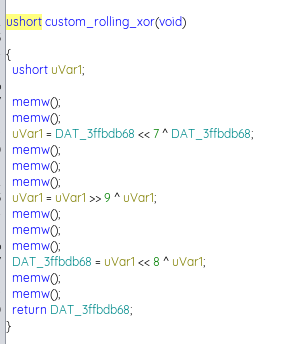 ushort custom_rolling_xor(void)
{
ushort uVar1;
memw();
memw();
uVar1 = DAT_3ffbdb68 << 7 ^ DAT_3ffbdb68;
memw();
memw();
memw();
uVar1 = uVar1 >> 9 ^ uVar1;
memw();
memw();
memw();
DAT_3ffbdb68 = uVar1 << 8 ^ uVar1;
memw();
memw();
return DAT_3ffbdb68;
}